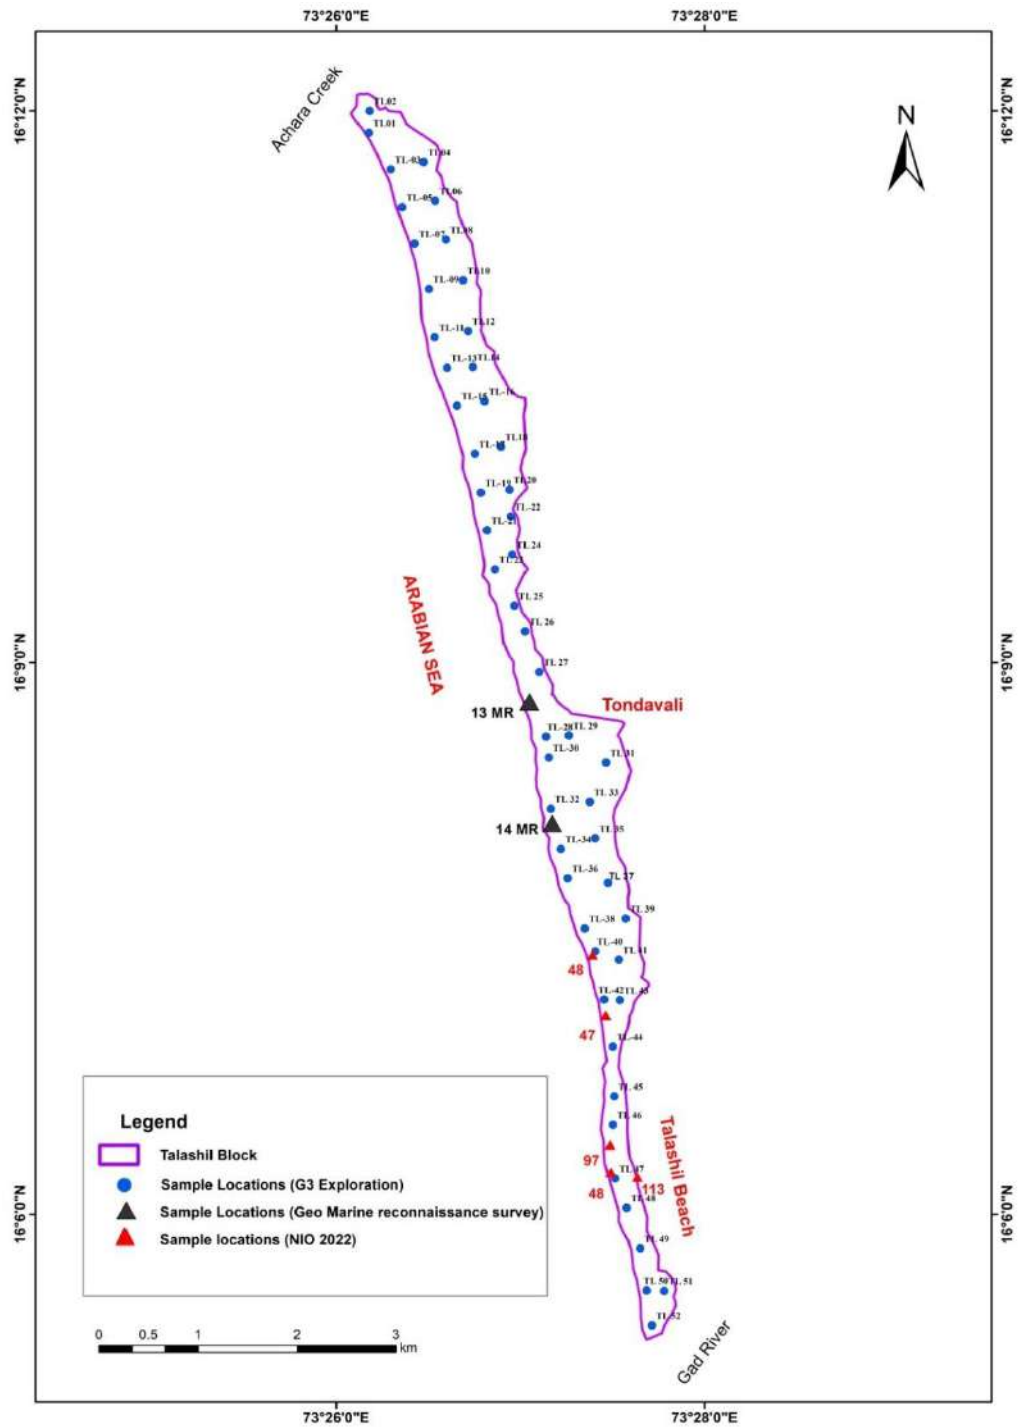 73°26'0"E
73°28'0"E
16°12'0"N
16°12'0"N
Achara Creek
N
TL02
TL01
TL04
TL-03
TL06
TL-05
TL08
TL-07
TL10
TL-09
TL12
TL-11
TL-13
TL14
TL-16
TL-15
TL18
TL-17
TL20
TL-19
TL-22
TL-21
TL 24
TL 23
TL 25
ARABIAN SEA
TL 26
16°9'0"N
16°9'0"N
TL 27
Tondavali
13 MR
TL-28
TL 29
TL-30
TL 31
TL 32
TL 33
14 MR
TL 35
TL-34
TL-36
TL 37
TL 39
TL-38
TL-40
TL 41
48
TL-42
TL 43
47
TL-44
TL 45
TL 46
97
TL 47
48
113
Talashil Beach
TL 48
16°6'0"N
16°6'0"N
TL 49
TL 50
TL 51
TL 52
Gad River
Legend
Talashil Block
Sample Locations (G3 Exploration)
Sample Locations (Geo Marine reconnaissance survey)
Sample locations (NIO 2022)
0 0.5 1 2 3
km
73°26'0"E
73°28'0"E